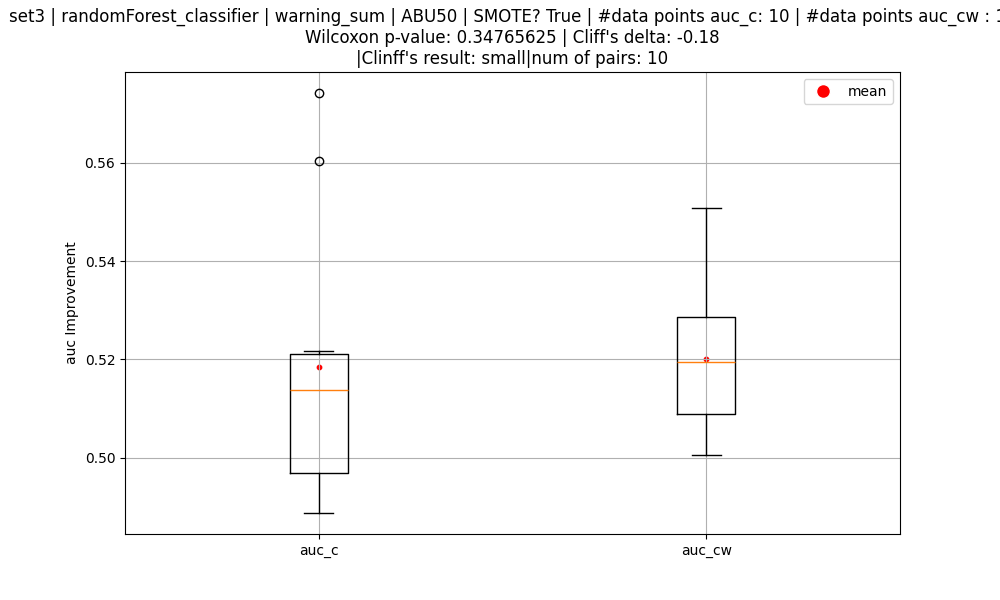 set3 | randomForest_classifier | warning_sum | ABU50 | SMOTE? True | #data points auc_c: 10 | #data points auc_cw : 1
Wilcoxon p-value: 0.34765625 | Cliff's delta: -0.18
|Clinff's result: small|num of pairs: 10
mean
0.56
0.54
0.52
0.50
auc Improvement
auc_c
auc_cw